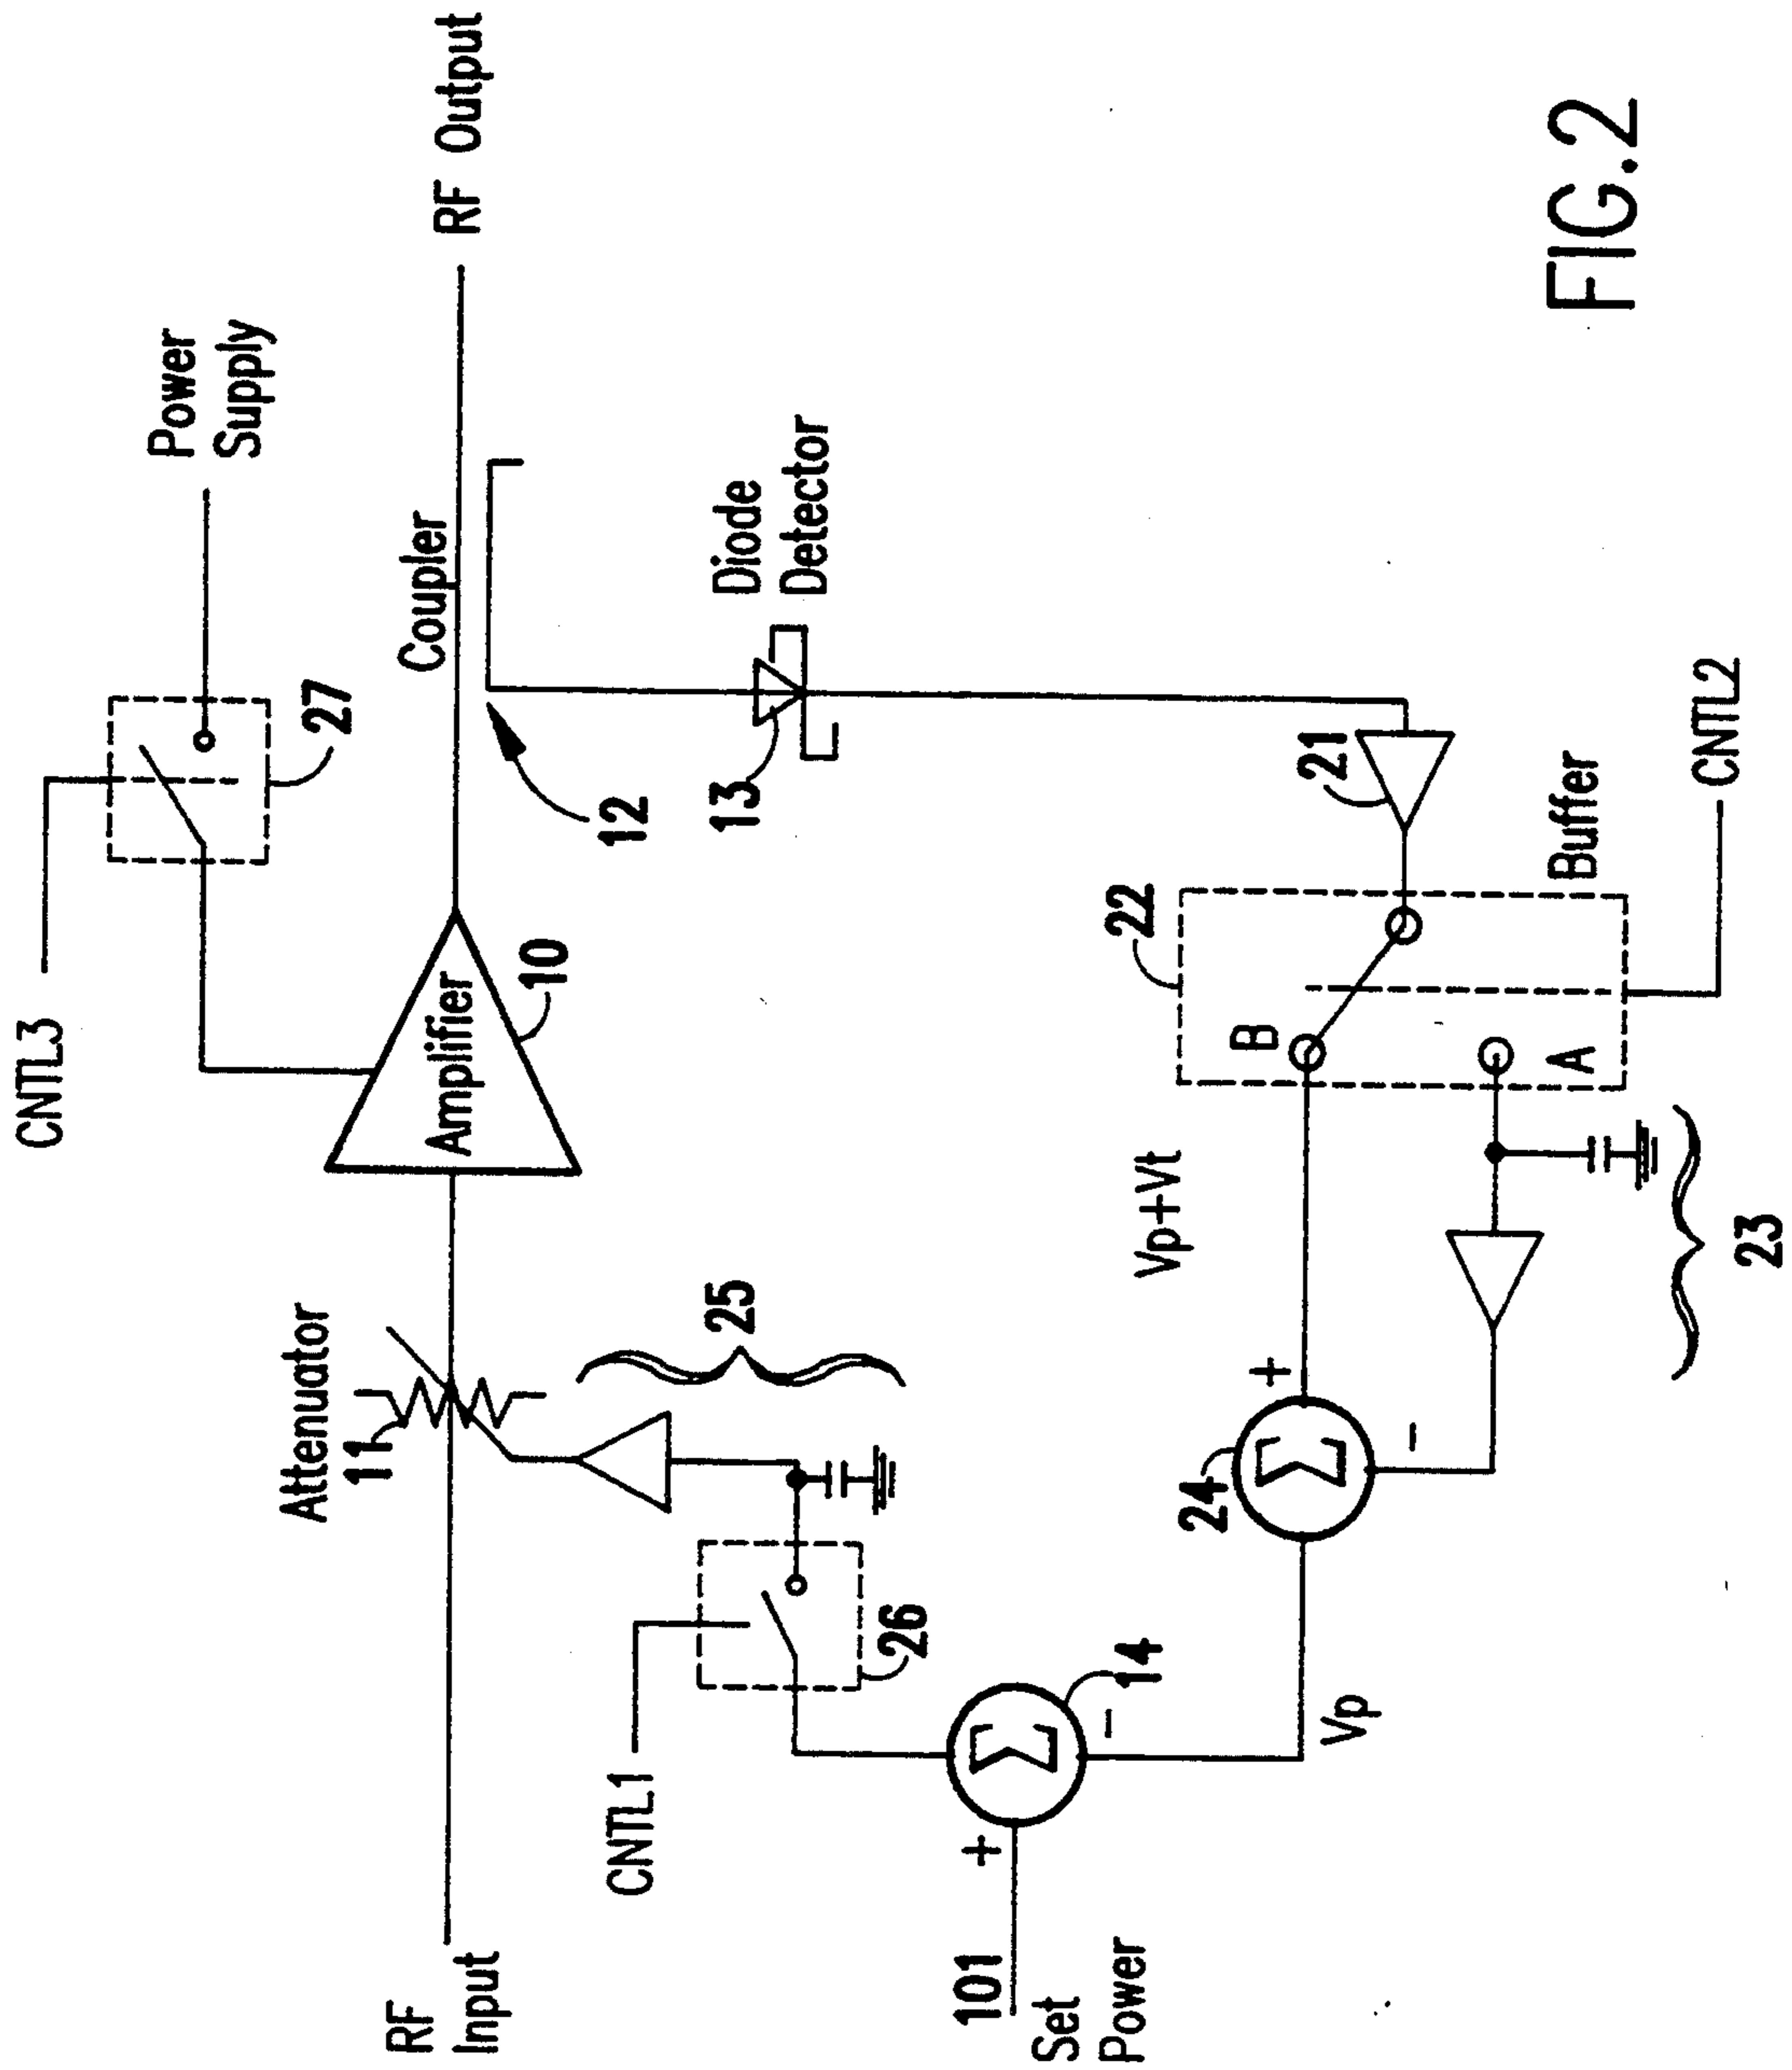 CNTL3
Power
Supply
27
Attenuator
11
Amplifier
10
Coupler
RF Output
RF
Input
12
25
CNTL1
26
13
Diode
Detector
101
Set
Power
+
Σ
-
14
Vp
24
Σ
+
-
Vp+Vt
22
B
A
21
Buffer
CNTL2
23
FIG.2